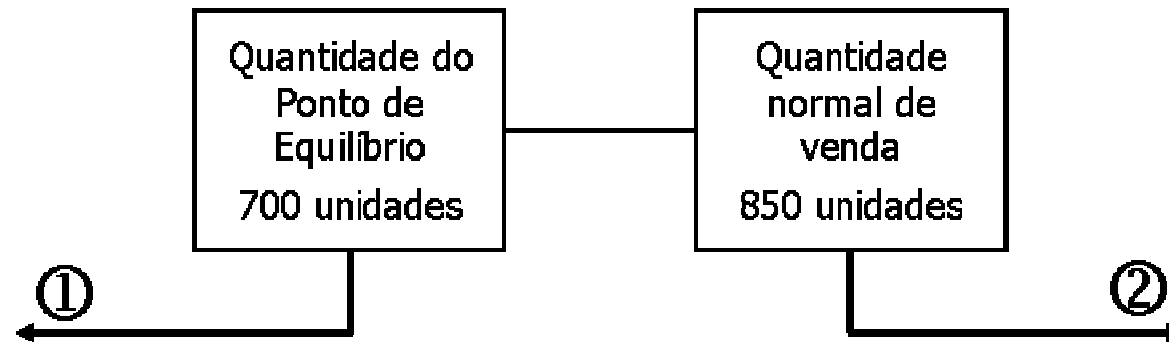 Quantidade do
Ponto de
Equilíbrio
700 unidades
Quantidade
normal de
venda
850 unidades
①
②